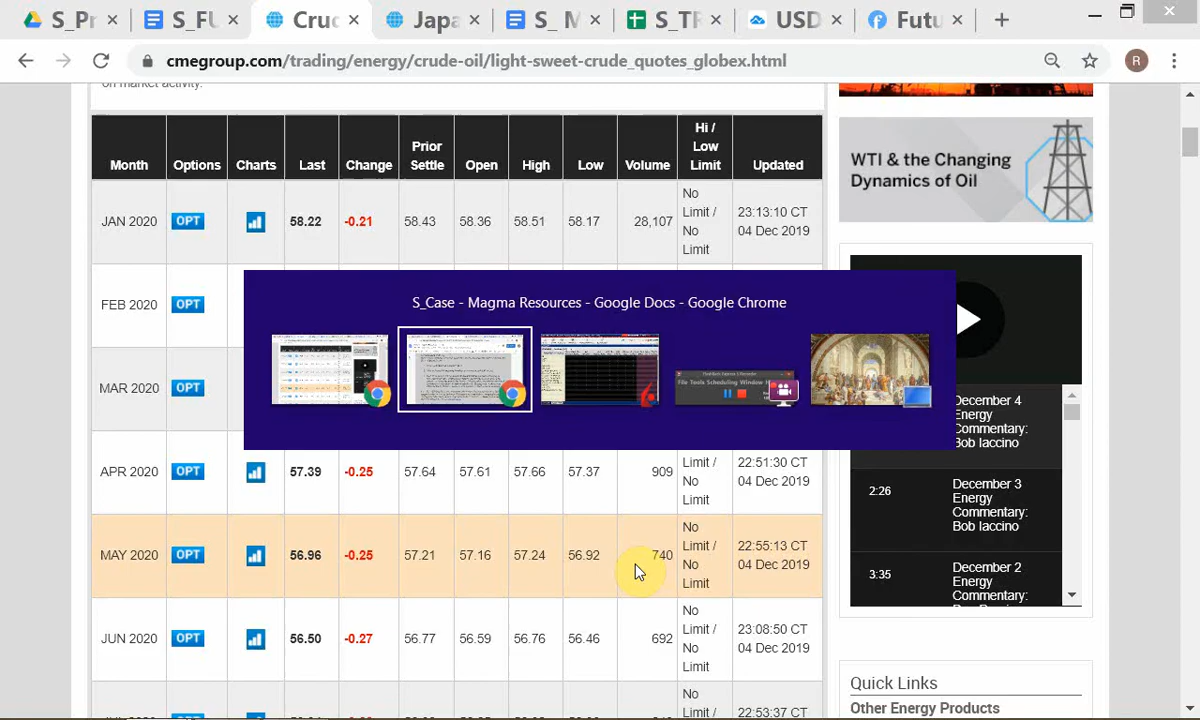 S_Pr
S_FU
Cruc
Japa
S_ M
S_TR
USD
Futu
cmegroup.com/trading/energy/crude-oil/light-sweet-crude_quotes_globex.html
R
on market activity.
Month Options Charts Last Change Prior Settle Open High Low Volume Hi / Low Limit Updated
JAN 2020 OPT 58.22 -0.21 58.43 58.36 58.51 58.17 28,107 No Limit / No Limit 23:13:10 CT 04 Dec 2019
FEB 2020 OPT
MAR 2020 OPT
APR 2020 OPT 57.39 -0.25 57.64 57.61 57.66 57.37 909 Limit / No Limit 22:51:30 CT 04 Dec 2019
MAY 2020 OPT 56.96 -0.25 57.21 57.16 57.24 56.92 740 No Limit / No Limit 22:55:13 CT 04 Dec 2019
JUN 2020 OPT 56.50 -0.27 56.77 56.59 56.76 56.46 692 No Limit / No Limit 23:08:50 CT 04 Dec 2019
No 22:53:37 CT
S_Case - Magma Resources - Google Docs - Google Chrome
File Tools Scheduling Window H
WTI & the Changing
Dynamics of Oil
December 4
Energy
Commentary:
Bob Iaccino
2:26
December 3
Energy
Commentary:
Bob Iaccino
3:35
December 2
Energy
Commentary:
Quick Links
Other Energy Products